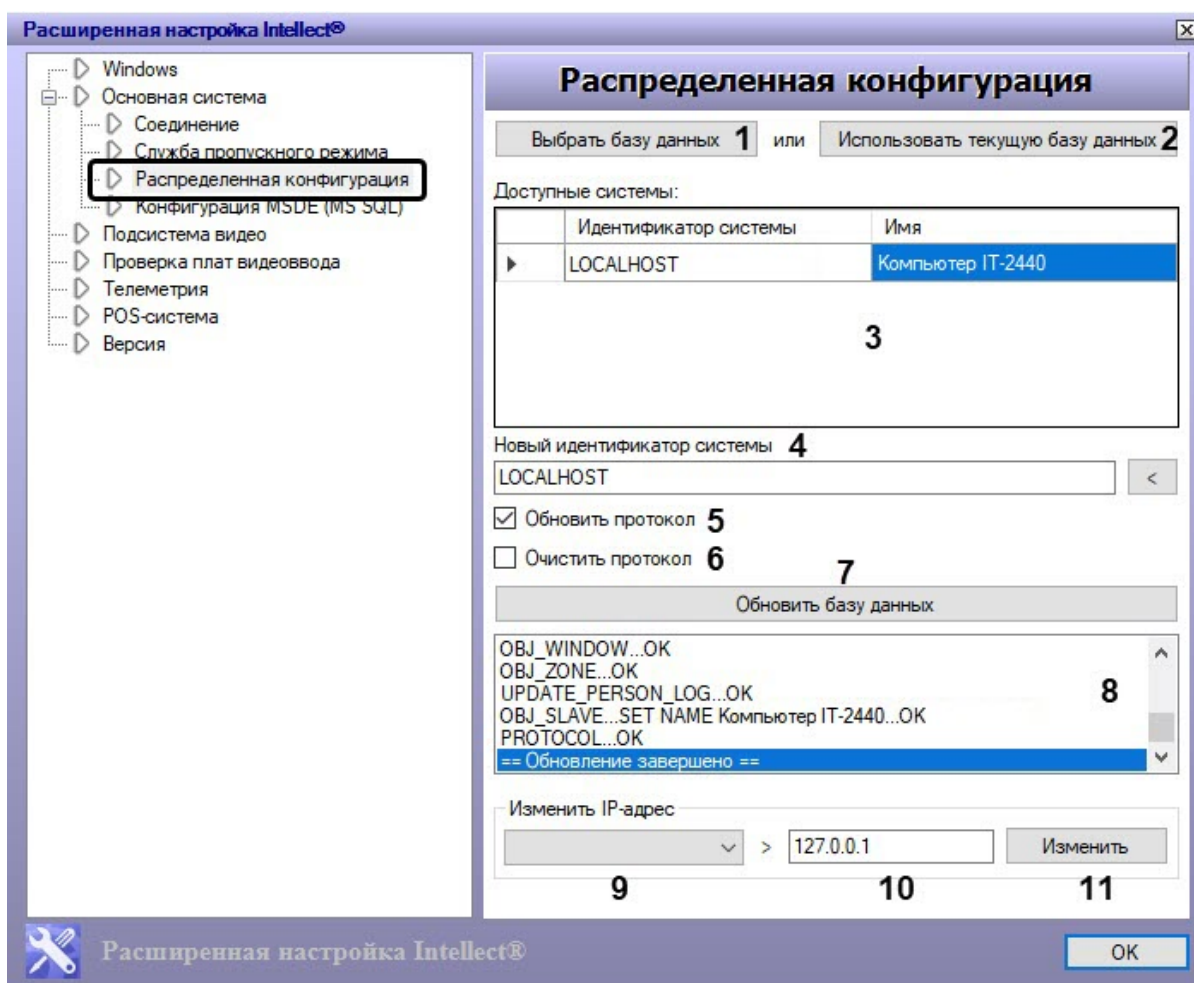 Расширенная настройка Intellect®
Windows
Основная система
Соединение
Служба пропускного режима
Распределенная конфигурация
Конфигурация MSDE (MS SQL)
Подсистема видео
Проверка плат видеоввода
Телеметрия
POS-система
Версия
Распределенная конфигурация
Выбрать базу данных 1 или Использовать текущую базу данных 2
Доступные системы:
Идентификатор системы Имя
LOCALHOST Компьютер IT-2440
3
Новый идентификатор системы 4
LOCALHOST <
Обновить протокол 5
Очистить протокол 6
7
Обновить базу данных
OBJ_WINDOW...OK
OBJ_ZONE...OK
UPDATE_PERSON_LOG...OK
8
OBJ_SLAVE...SET NAME Компьютер IT-2440...OK
PROTOCOL...OK
== Обновление завершено ==
Изменить IP-адрес
> 127.0.0.1 Изменить
9 10 11
Расширенная настройка Intellect®
OK